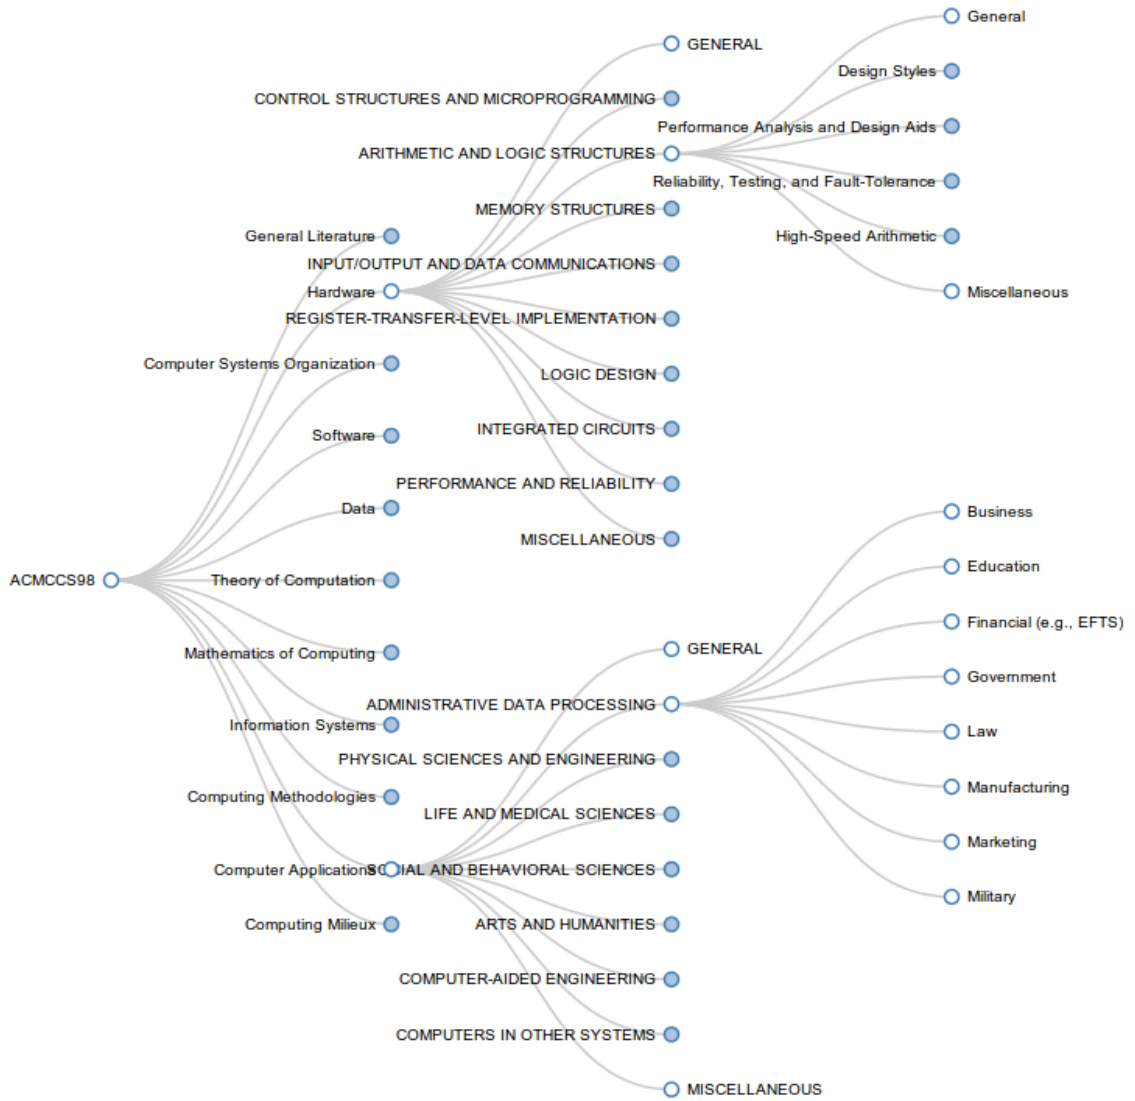 General
GENERAL
Design Styles
CONTROL STRUCTURES AND MICROPROGRAMMING
Performance Analysis and Design Aids
ARITHMETIC AND LOGIC STRUCTURES
Reliability, Testing, and Fault-Tolerance
MEMORY STRUCTURES
General Literature
High-Speed Arithmetic
INPUT/OUTPUT AND DATA COMMUNICATIONS
Hardware
Miscellaneous
REGISTER-TRANSFER-LEVEL IMPLEMENTATION
Computer Systems Organization
LOGIC DESIGN
Software
INTEGRATED CIRCUITS
PERFORMANCE AND RELIABILITY
Data
Business
MISCELLANEOUS
Education
ACMCCS98
Theory of Computation
Financial (e.g., EFTS)
Mathematics of Computing
GENERAL
Government
ADMINISTRATIVE DATA PROCESSING
Information Systems
Law
PHYSICAL SCIENCES AND ENGINEERING
Manufacturing
Computing Methodologies
LIFE AND MEDICAL SCIENCES
Marketing
Computer Applications
SOCIAL AND BEHAVIORAL SCIENCES
Military
Computing Milieux
ARTS AND HUMANITIES
COMPUTER-AIDED ENGINEERING
COMPUTERS IN OTHER SYSTEMS
MISCELLANEOUS